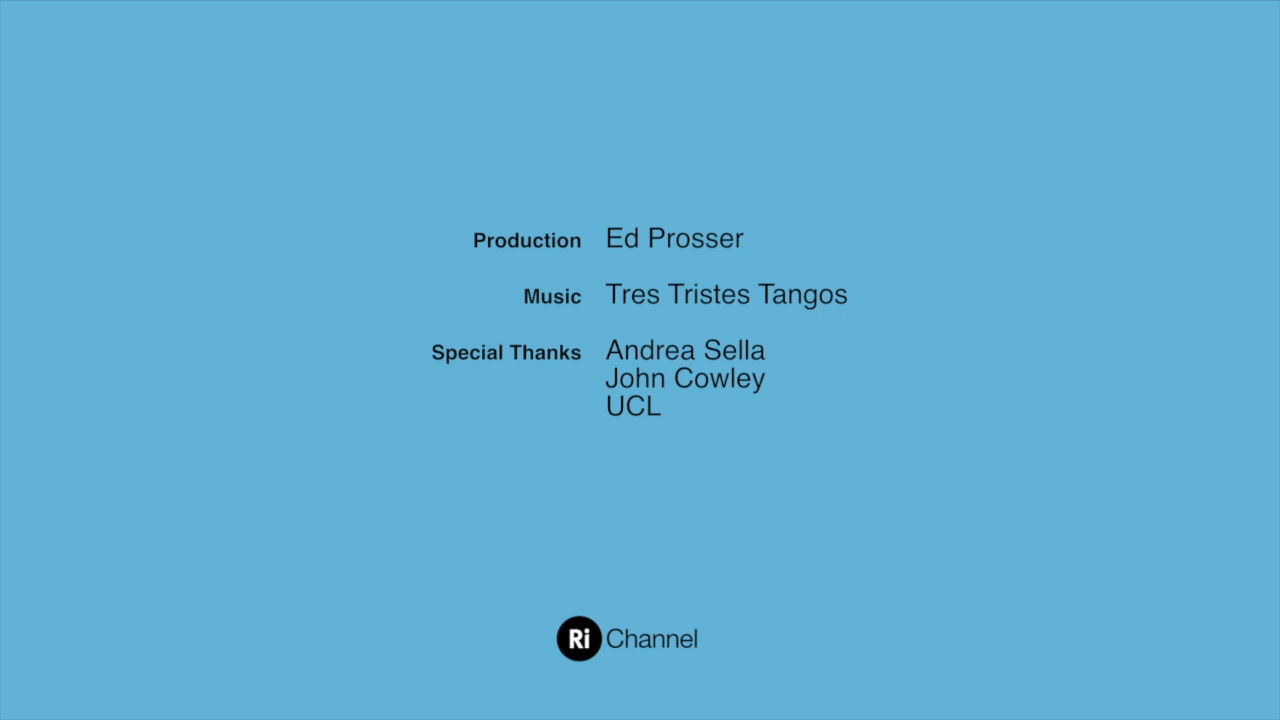 Production Ed Prosser
Music Tres Tristes Tangos
Special Thanks Andrea Sella
John Cowley
UCL
Ri Channel